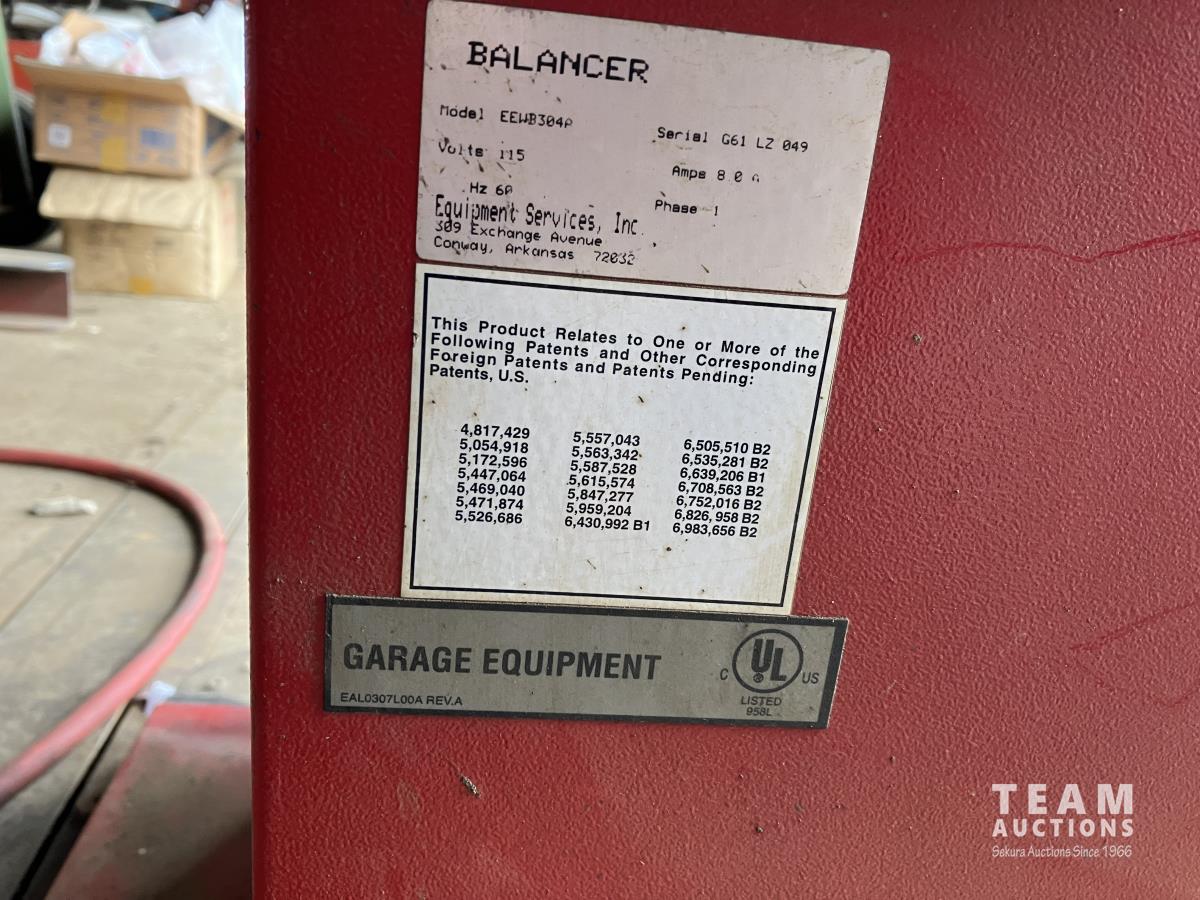 BALANCER
Model EEWB304A
Serial G61 LZ 049
Volts 115
Amps 8.0 A
Hz 60
Phase 1
Equipment Services, Inc
309 Exchange Avenue
Conway, Arkansas 72032
This Product Relates to One or More of the
Following Patents and Other Corresponding
Foreign Patents and Patents Pending:
Patents, U.S.
4,817,429
5,054,918
5,172,596
5,447,064
5,469,040
5,471,874
5,526,686
5,557,043
5,563,342
5,587,528
5,615,574
5,847,277
5,959,204
6,430,992 B1
6,505,510 B2
6,535,281 B2
6,639,206 B1
6,708,563 B2
6,752,016 B2
6,826,958 B2
6,983,656 B2
GARAGE EQUIPMENT
EAL0307L00A REV.A
C UL US
®
LISTED
958L
TEAM
AUCTIONS
Sekura Auctions Since 1966